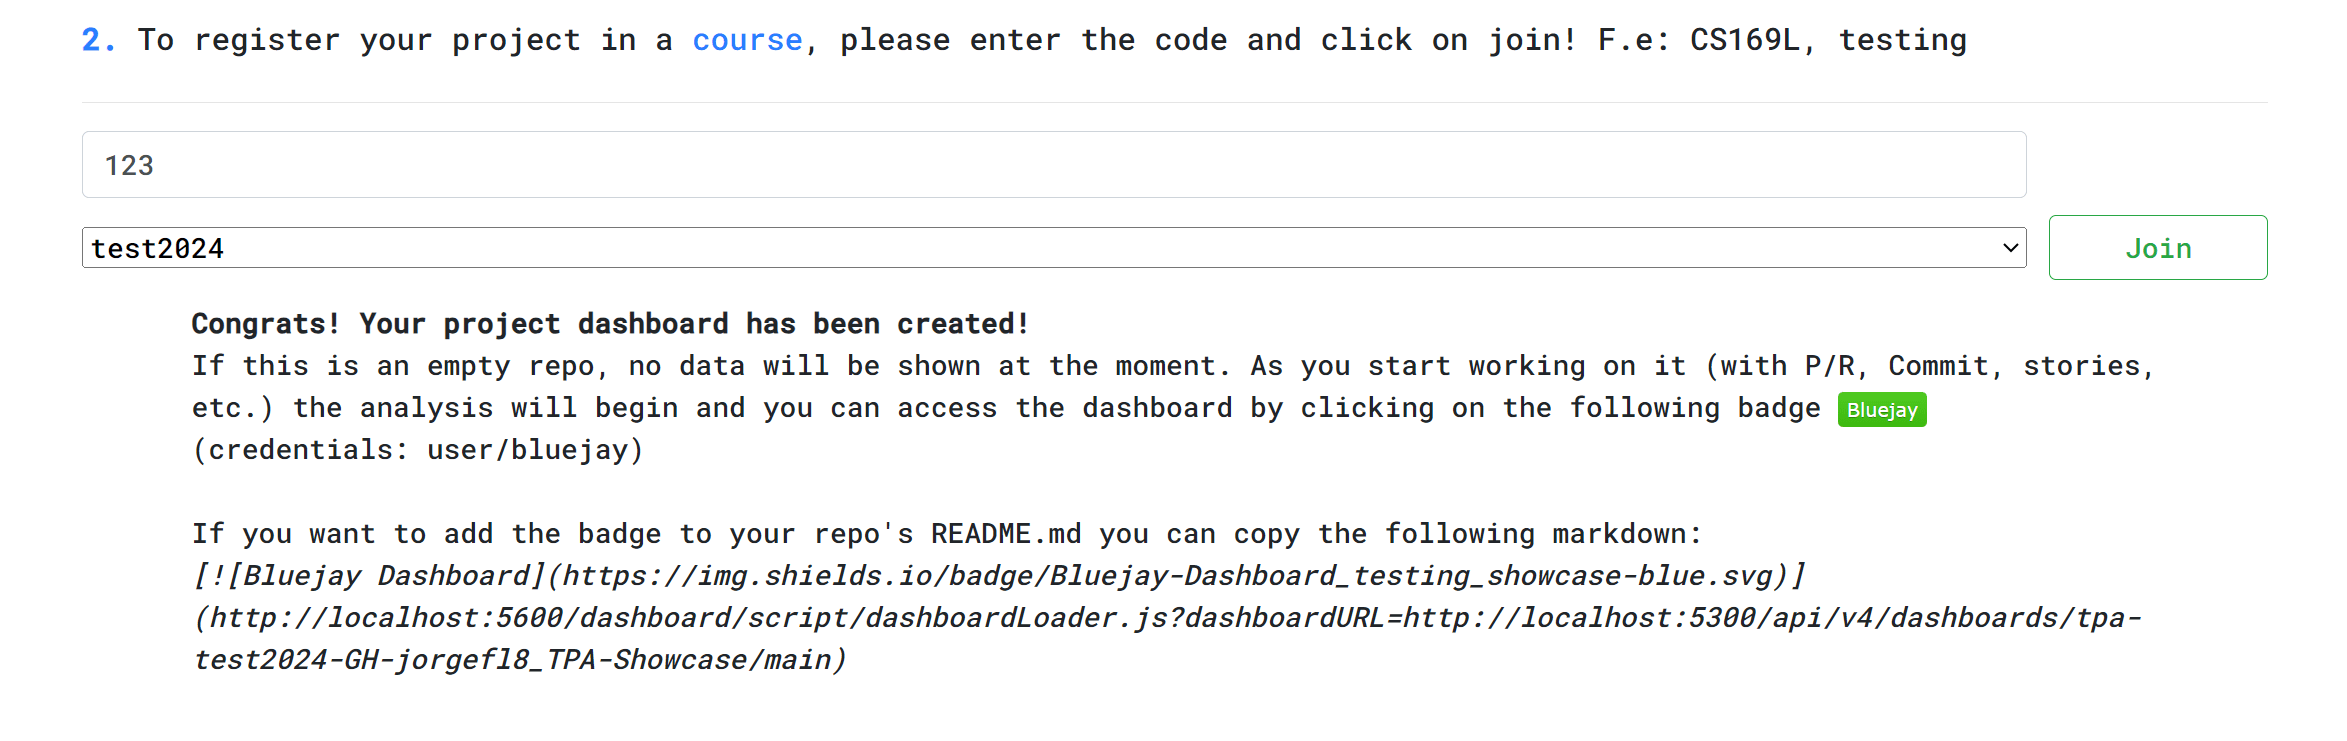 2. To register your project in a course, please enter the code and click on join! F.e: CS169L, testing
123
test2024
Join
Congrats! Your project dashboard has been created!
If this is an empty repo, no data will be shown at the moment. As you start working on it (with P/R, Commit, stories,
etc.) the analysis will begin and you can access the dashboard by clicking on the following badge Bluejay
(credentials: user/bluejay)
If you want to add the badge to your repo's README.md you can copy the following markdown:
[![Bluejay Dashboard](https://img.shields.io/badge/Bluejay-Dashboard_testing_showcase-blue.svg)]
(http://localhost:5600/dashboard/script/dashboardLoader.js?dashboardURL=http://localhost:5300/api/v4/dashboards/tpa-
test2024-GH-jorgefl8_TPA-Showcase/main)